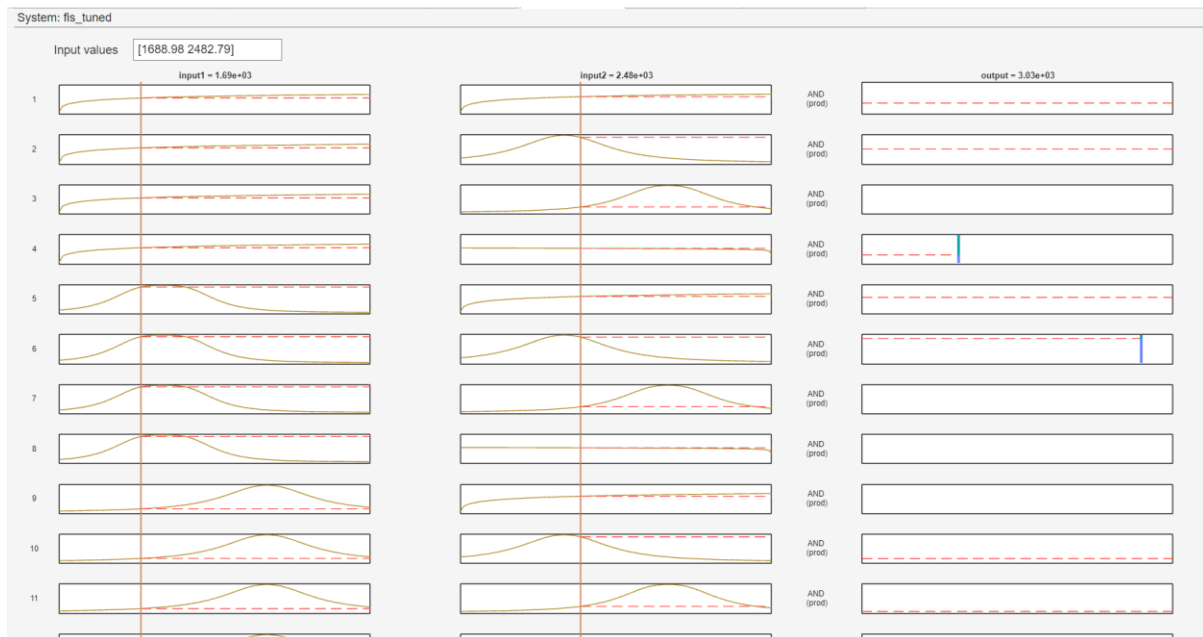 System: fis_tuned
Input values [1688.98 2482.79]
input1 = 1.69e+03 input2 = 2.48e+03 output = 3.03e+03
1 AND
(prod)
2 AND
(prod)
3 AND
(prod)
4 AND
(prod)
5 AND
(prod)
6 AND
(prod)
7 AND
(prod)
8 AND
(prod)
9 AND
(prod)
10 AND
(prod)
11 AND
(prod)